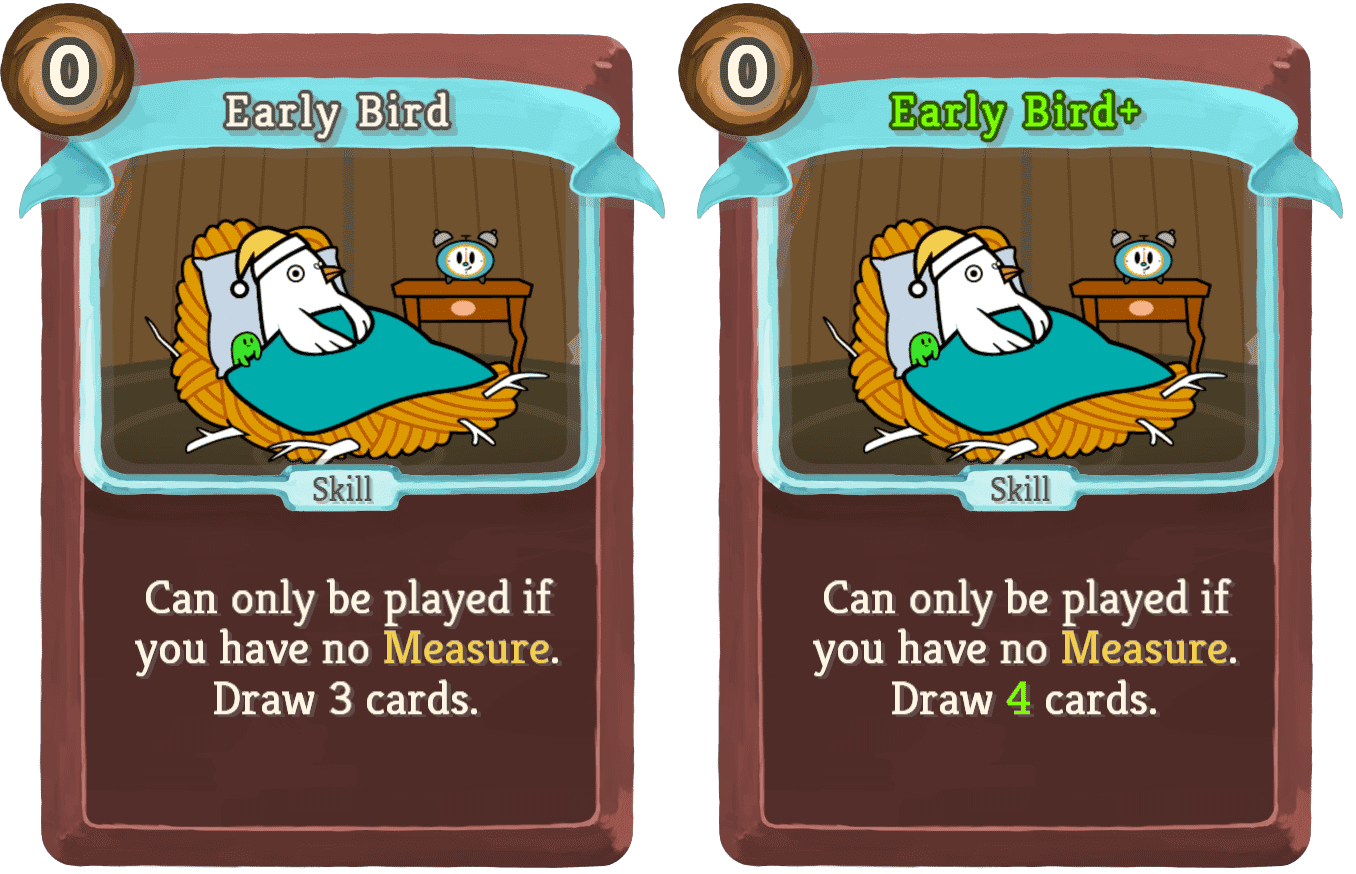 0
Early Bird
Skill
Can only be played if
you have no Measure.
Draw 3 cards.
0
Early Bird+
Skill
Can only be played if
you have no Measure.
Draw 4 cards.